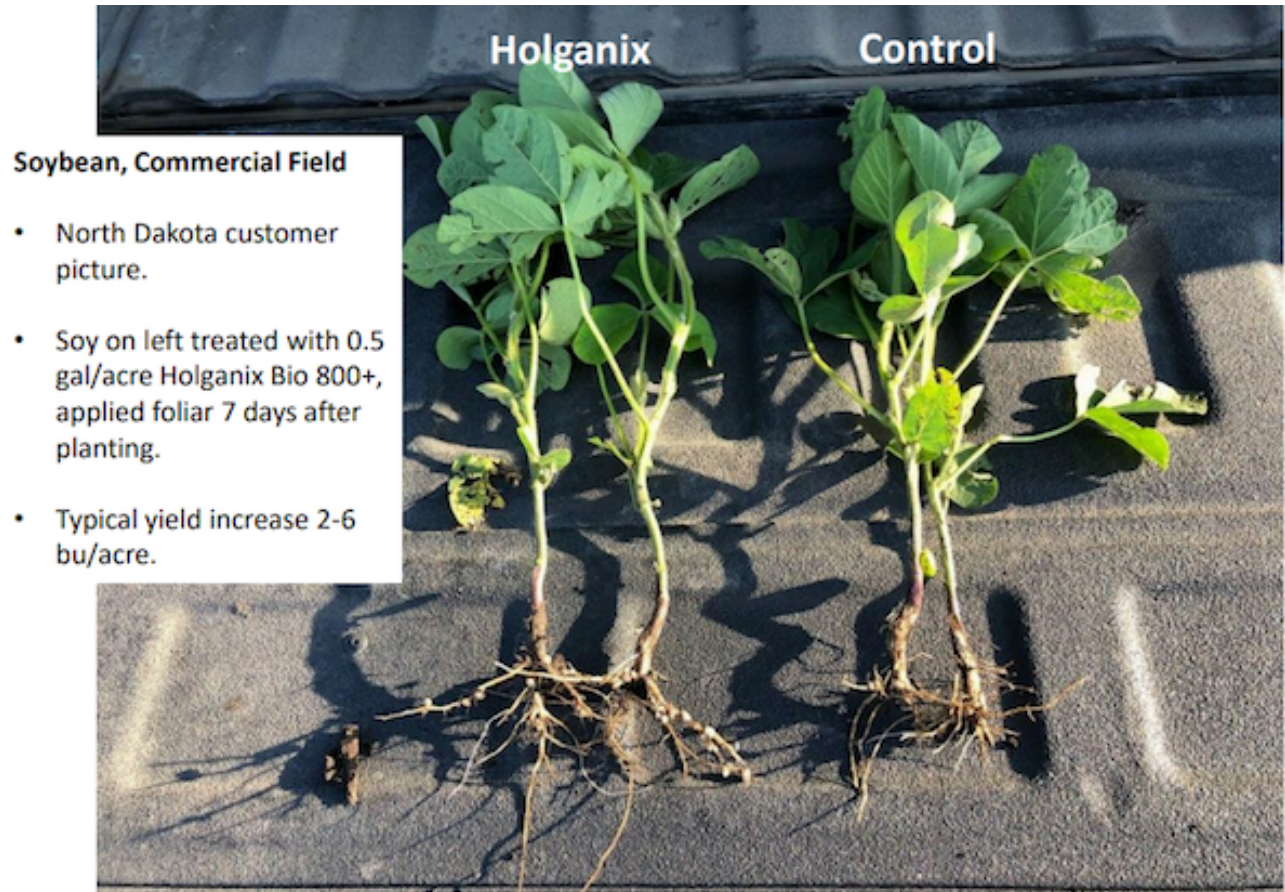 Holganix
Control
Soybean, Commercial Field
• North Dakota customer
picture.
• Soy on left treated with 0.5
gal/acre Holganix Bio 800+,
applied foliar 7 days after
planting.
• Typical yield increase 2-6
bu/acre.